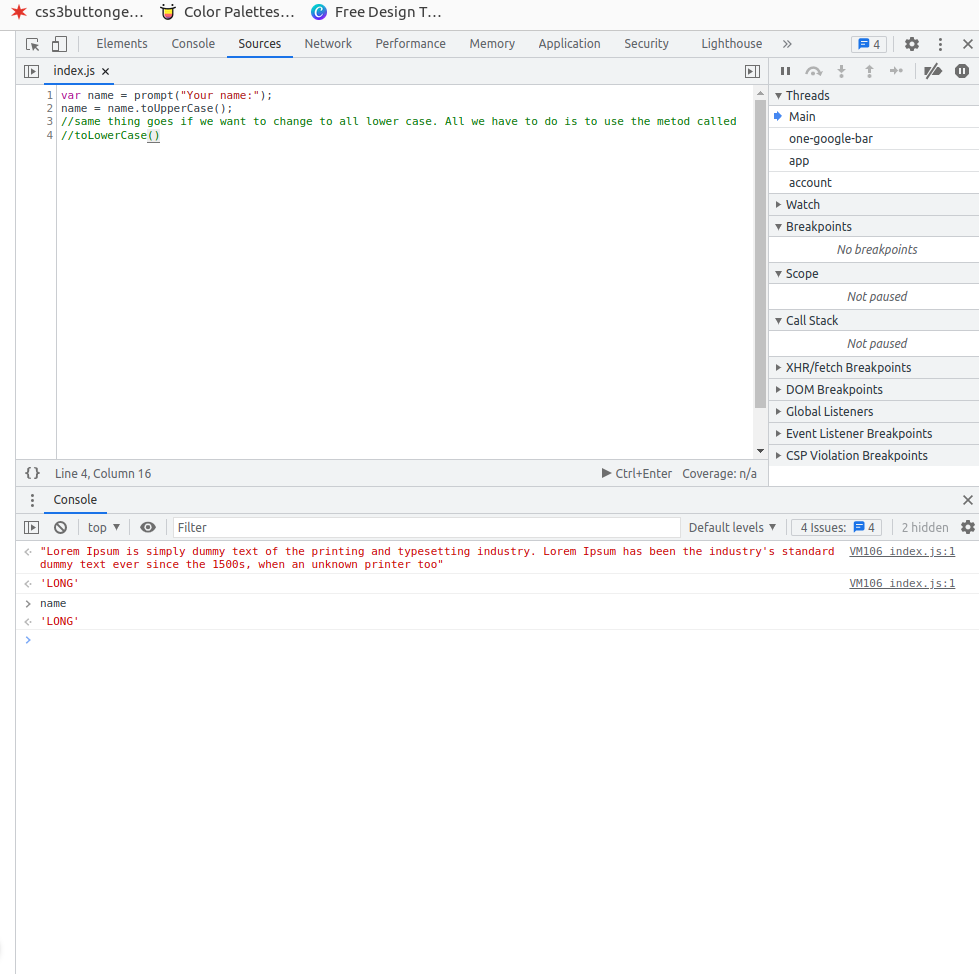 css3buttonge... Color Palettes... Free Design T...
Elements Console Sources Network Performance Memory Application Security Lighthouse » 4
index.js ×
1 var name = prompt("Your name:");
2 name = name.toUpperCase();
3 //same thing goes if we want to change to all lower case. All we have to do is to use the metod called
4 //toLowerCase()
{} Line 4, Column 16 Ctrl+Enter Coverage: n/a
Threads
Main
one-google-bar
app
account
Watch
Breakpoints
No breakpoints
Scope
Not paused
Call Stack
Not paused
XHR/fetch Breakpoints
DOM Breakpoints
Global Listeners
Event Listener Breakpoints
CSP Violation Breakpoints
Console
top Filter Default levels 4 Issues: 4 2 hidden
"Lorem Ipsum is simply dummy text of the printing and typesetting industry. Lorem Ipsum has been the industry's standard VM106 index.js:1
dummy text ever since the 1500s, when an unknown printer too"
'LONG' VM106 index.js:1
name
'LONG'